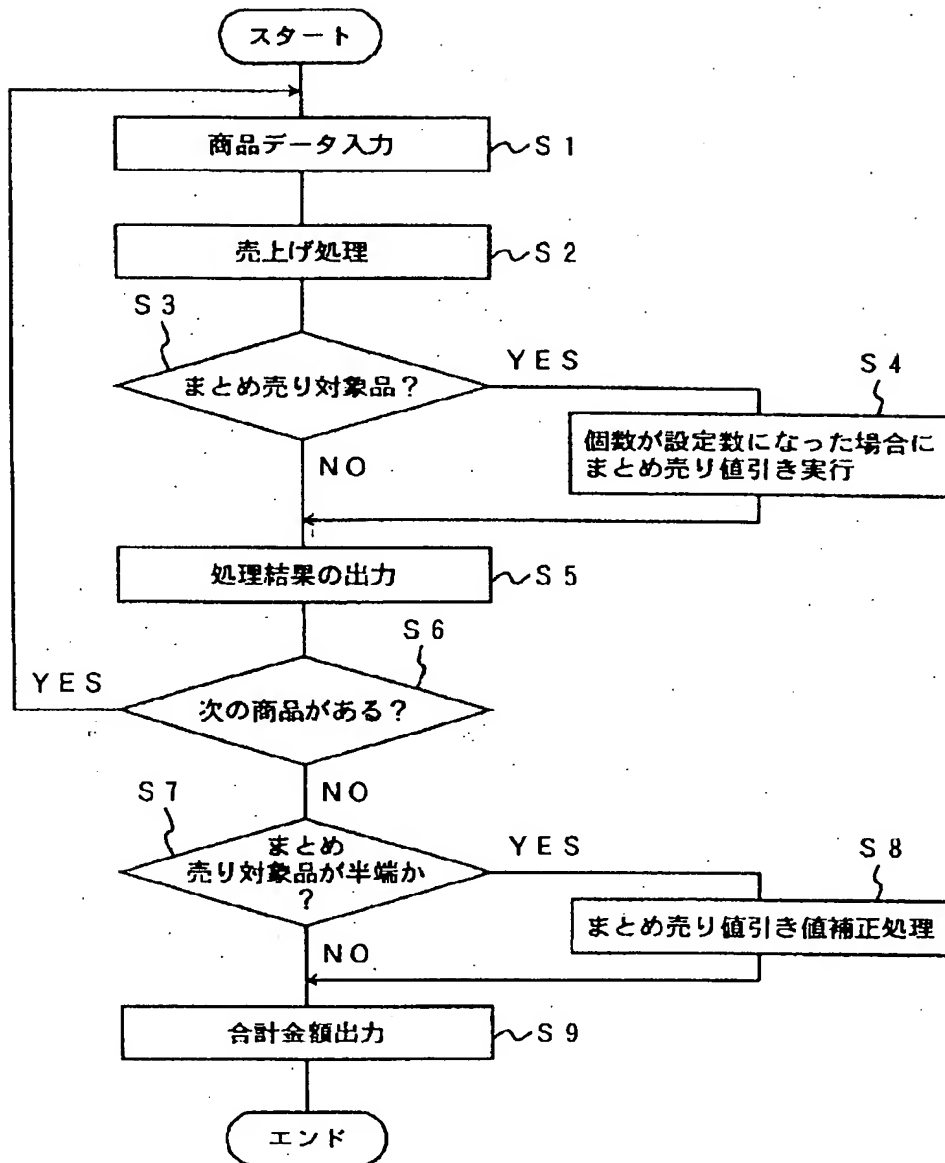 スタート
商品データ入力
S1
売上げ処理
S2
S3
まとめ売り対象品?
YES
S4
個数が設定数になった場合に
まとめ売り値引き実行
NO
処理結果の出力
S5
S6
YES
次の商品がある?
NO
S7
まとめ
売り対象品が半端か
?
YES
S8
まとめ売り値引き値補正処理
NO
合計金額出力
S9
エンド